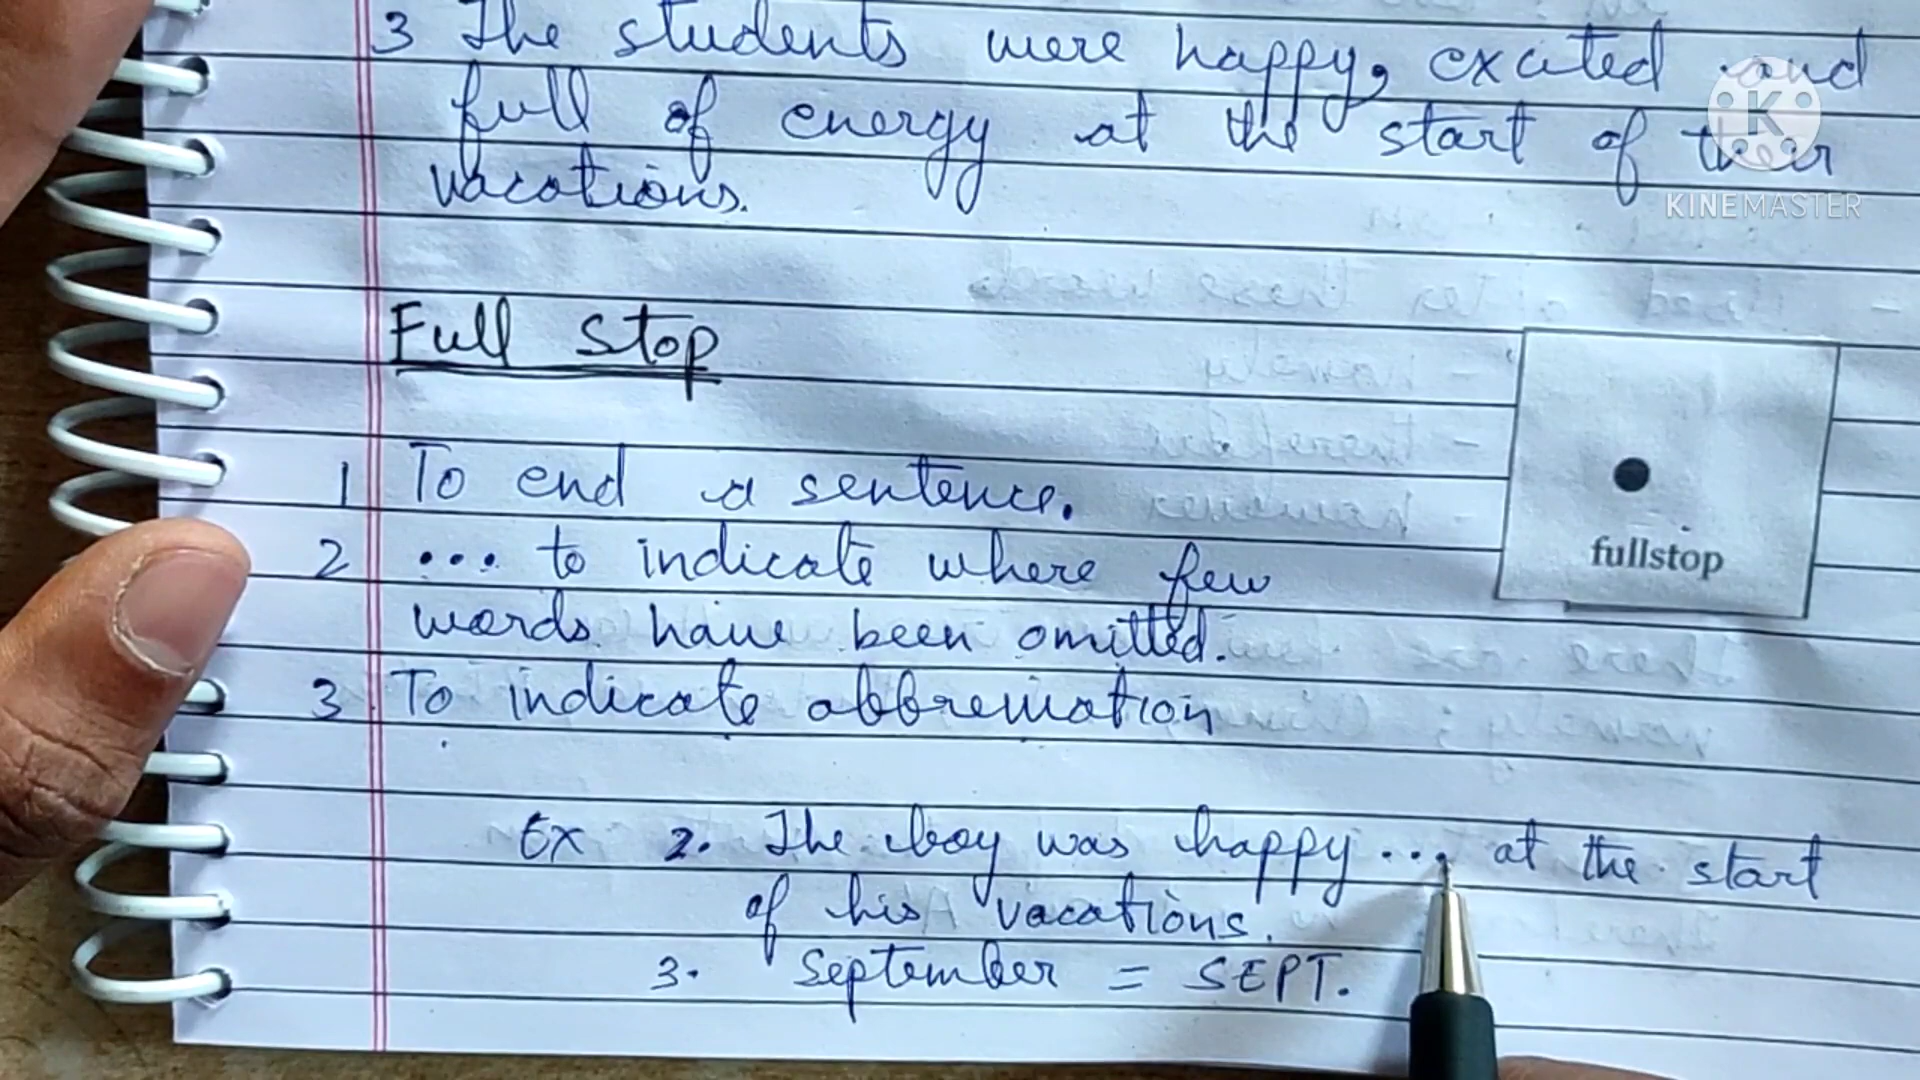 3 The students were happy, excited and
full of energy at the start of their
vacations.
KINEMASTER
Full Stop
1 To end a sentence.
2 ... to indicate where few
words have been omitted.
3 To indicate abbreviation
fullstop
Ex 2. The boy was happy ... at the start
of his vacations.
3. September = SEPT.